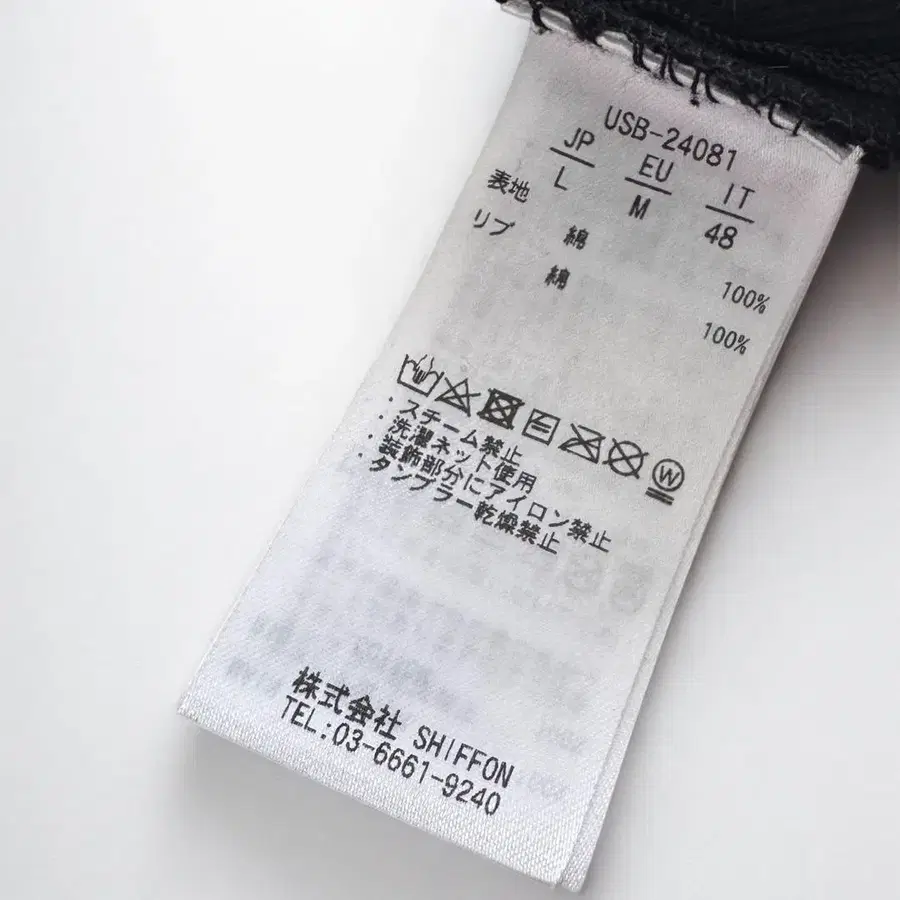 USB-24081
JP EU IT
L M 48
表地 綿 100%
リブ 綿 100%
W
・スチーム禁止
・洗濯ネット使用
・装飾部分にアイロン禁止
・タンブラー乾燥禁止
株式会社 SHIFFON
TEL:03-6661-9240